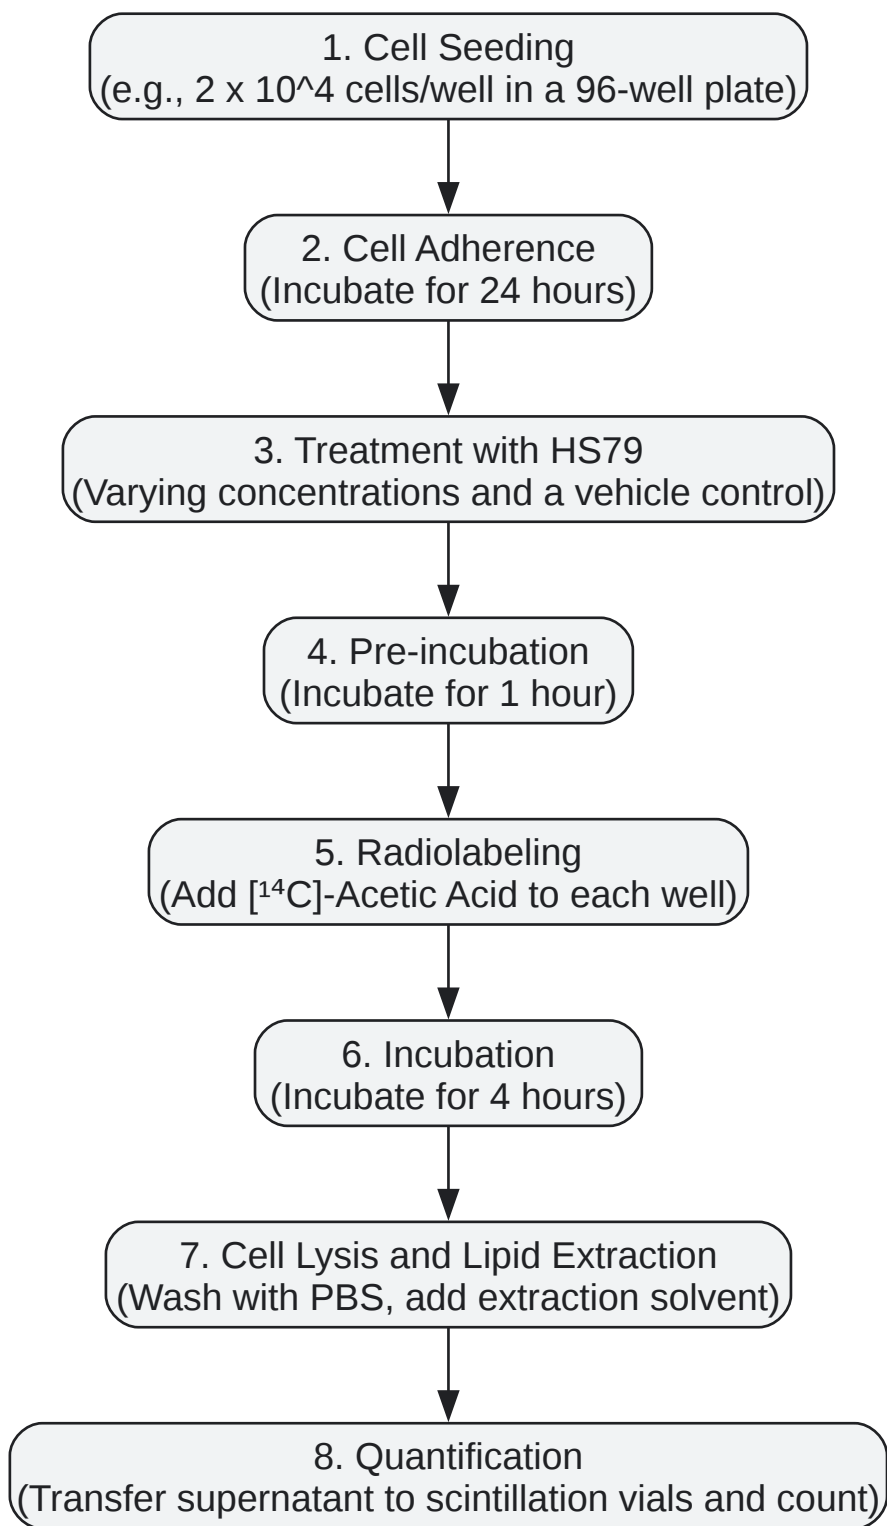 1. Cell Seeding
(e.g., 2 x 10^4 cells/well in a 96-well plate)
2. Cell Adherence
(Incubate for 24 hours)
3. Treatment with HS79
(Varying concentrations and a vehicle control)
4. Pre-incubation
(Incubate for 1 hour)
5. Radiolabeling
(Add [¹⁴C]-Acetic Acid to each well)
6. Incubation
(Incubate for 4 hours)
7. Cell Lysis and Lipid Extraction
(Wash with PBS, add extraction solvent)
8. Quantification
(Transfer supernatant to scintillation vials and count)